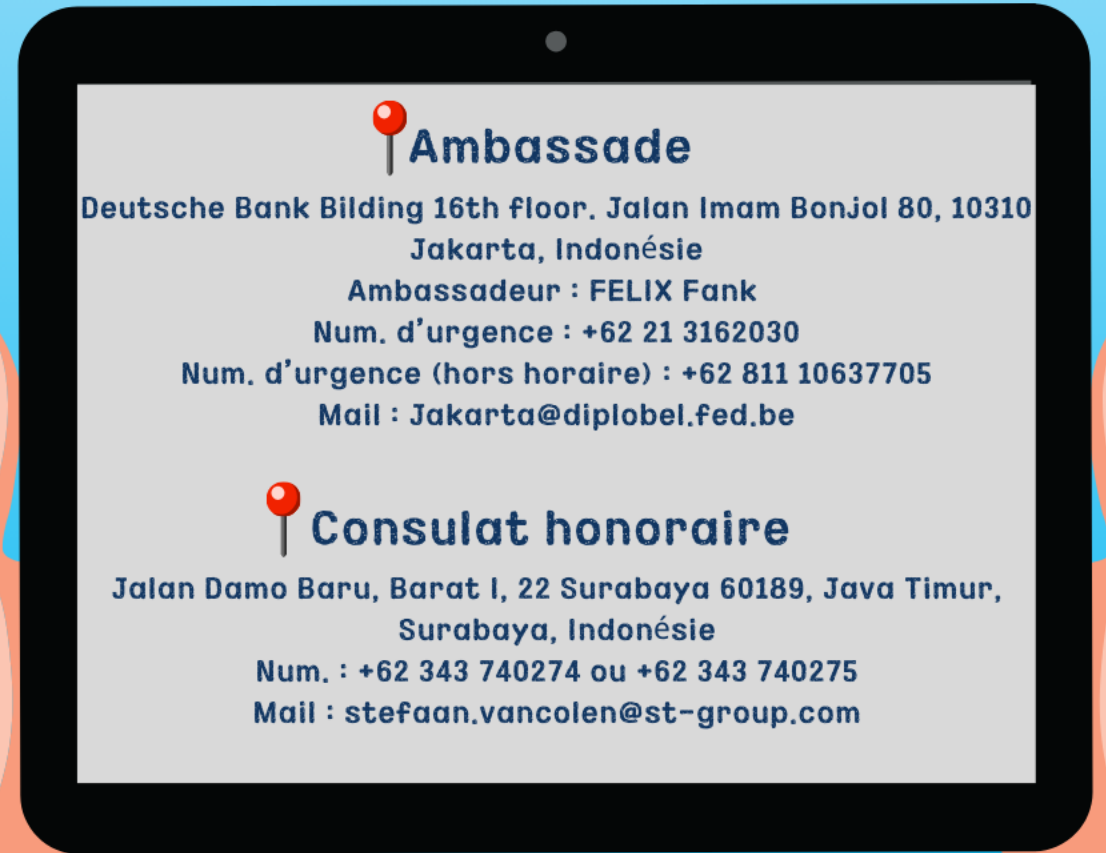 Ambassade
Deutsche Bank Bilding 16th floor. Jalan Imam Bonjol 80, 10310
Jakarta, Indonésie
Ambassadeur : FELIX Fank
Num. d'urgence : +62 21 3162030
Num. d'urgence (hors horaire) : +62 811 10637705
Mail : Jakarta@diplobel.fed.be
Consulat honoraire
Jalan Damo Baru, Barat I, 22 Surabaya 60189, Java Timur,
Surabaya, Indonésie
Num. : +62 343 740274 ou +62 343 740275
Mail : stefaan.vancolen@st-group.com